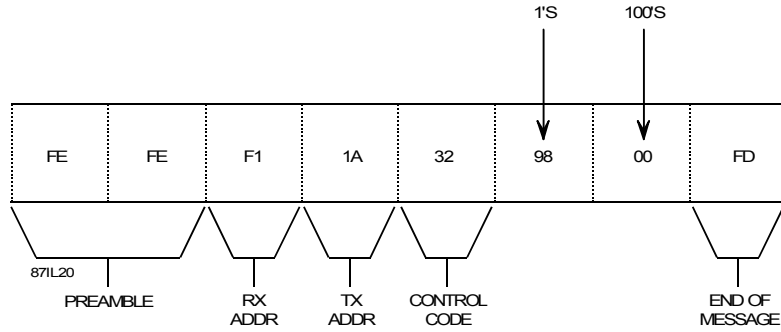 1'S 100'S
FE FE F1 1A 32 98 00 FD
871L20
PREAMBLE RX ADDR TX ADDR CONTROL CODE END OF MESSAGE